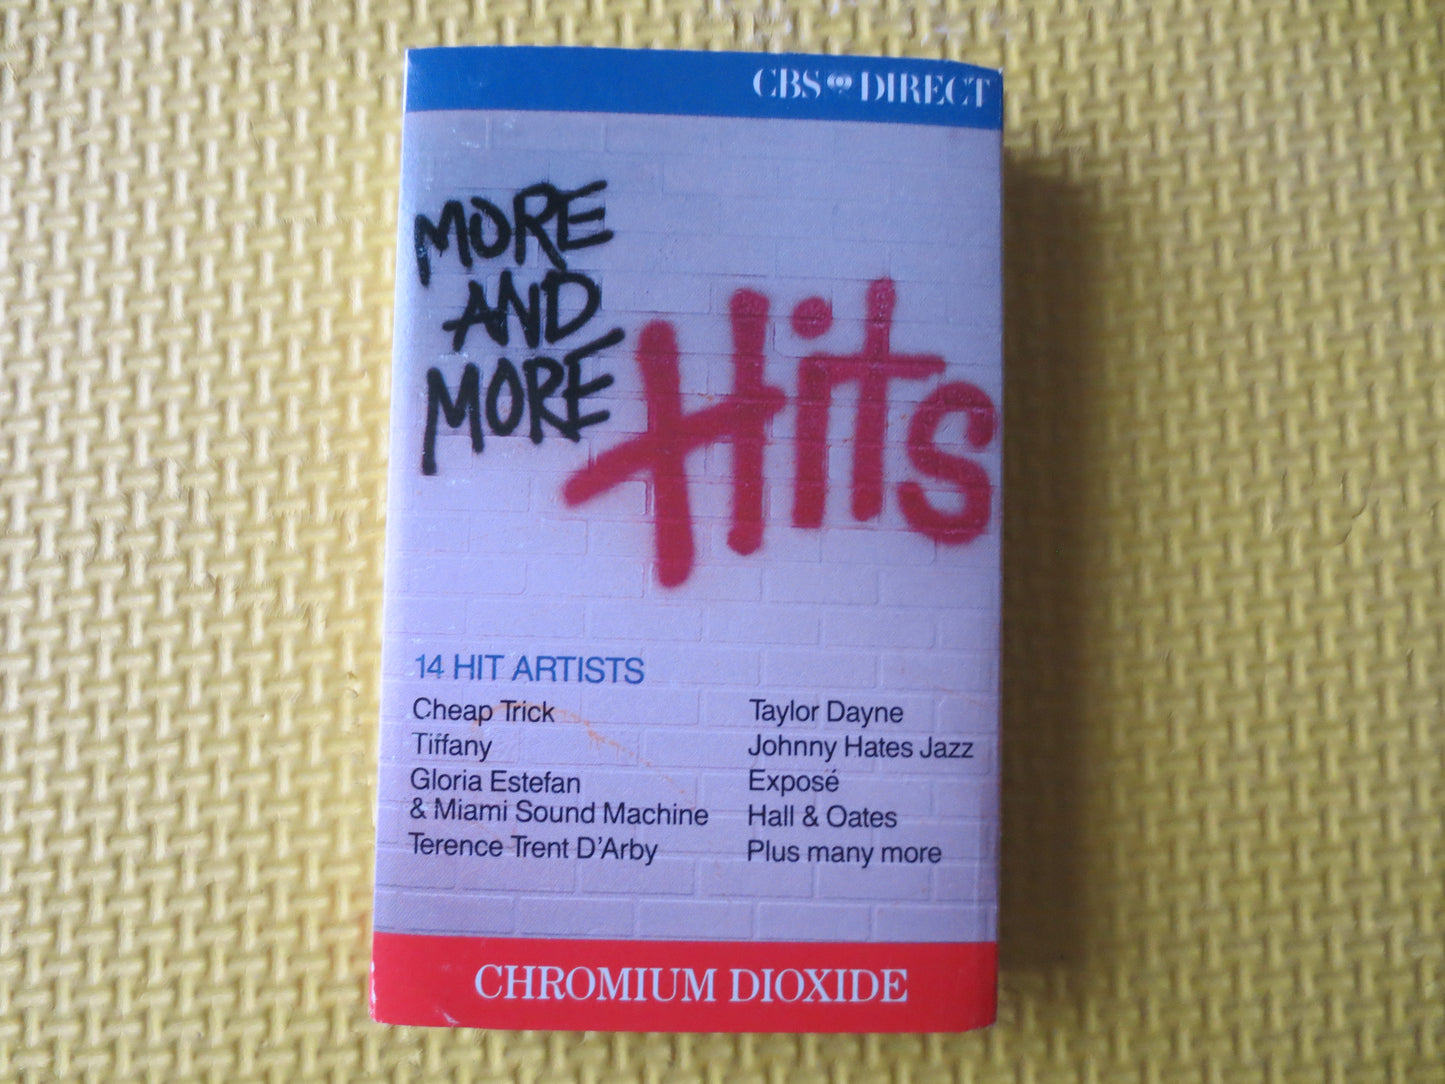 CBS DIRECT
MORE
AND
MORE
Hits
14 HIT ARTISTS
Cheap Trick
Tiffany
Gloria Estefan
& Miami Sound Machine
Terence Trent D'Arby
Taylor Dayne
Johnny Hates Jazz
Exposé
Hall & Oates
Plus many more
CHROMIUM DIOXIDE